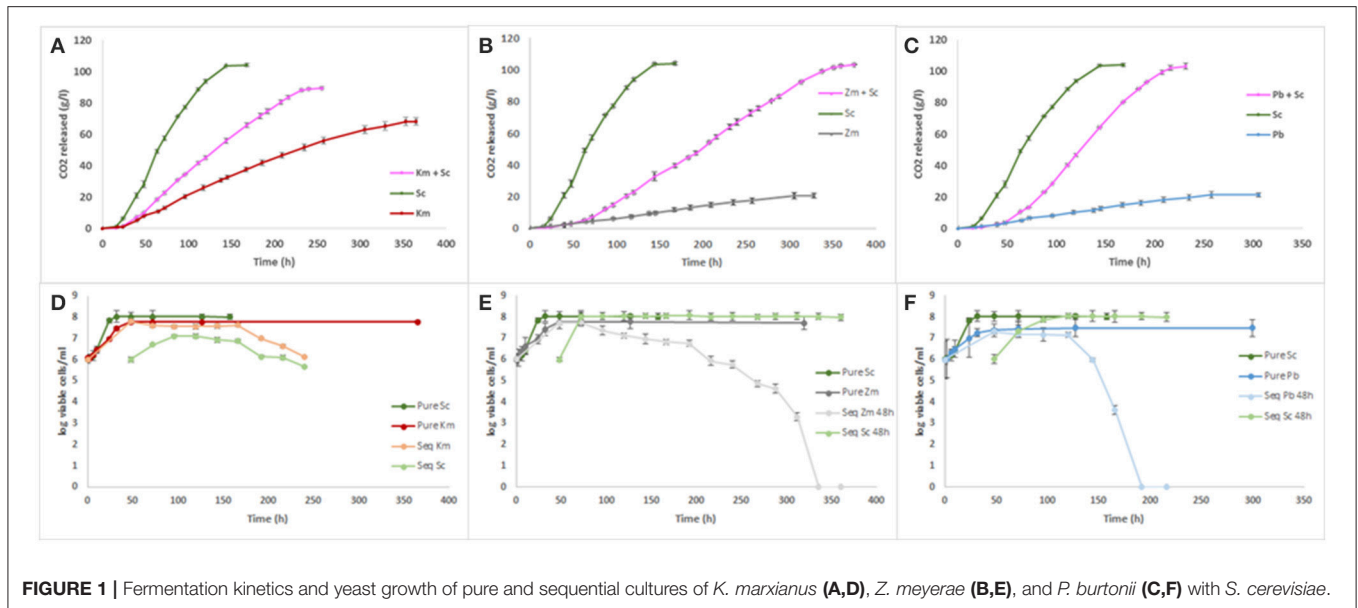 A
CO2 released (g/l)
120
100
80
60
40
20
0
0 50 100 150 200 250 300 350 400
Time (h)
Km + Sc
Sc
Km
B
CO2 released (g/l)
120
100
80
60
40
20
0
0 50 100 150 200 250 300 350 400
Time (h)
Zm + Sc
Sc
Zm
C
CO2 released (g/l)
120
100
80
60
40
20
0
0 50 100 150 200 250 300 350
Time (h)
Pb + Sc
Sc
Pb
D
log viable cells/ml
9
8
7
6
5
4
3
2
1
0
0 50 100 150 200 250 300 350 400
Time (h)
Pure Sc
Pure Km
Seq Km
Seq Sc
E
log viable cells/ml
9
8
7
6
5
4
3
2
1
0
0 50 100 150 200 250 300 350 400
Time (h)
Pure Sc
Pure Zm
Seq Zm 48h
Seq Sc 48h
F
log viable cells/ml
9
8
7
6
5
4
3
2
1
0
0 50 100 150 200 250 300 350
Time (h)
Pure Sc
Pure Pb
Seq Pb 48h
Seq Sc 48h
FIGURE 1 | Fermentation kinetics and yeast growth of pure and sequential cultures of K. marxianus (A,D), Z. meyerae (B,E), and P. burtonii (C,F) with S. cerevisiae.